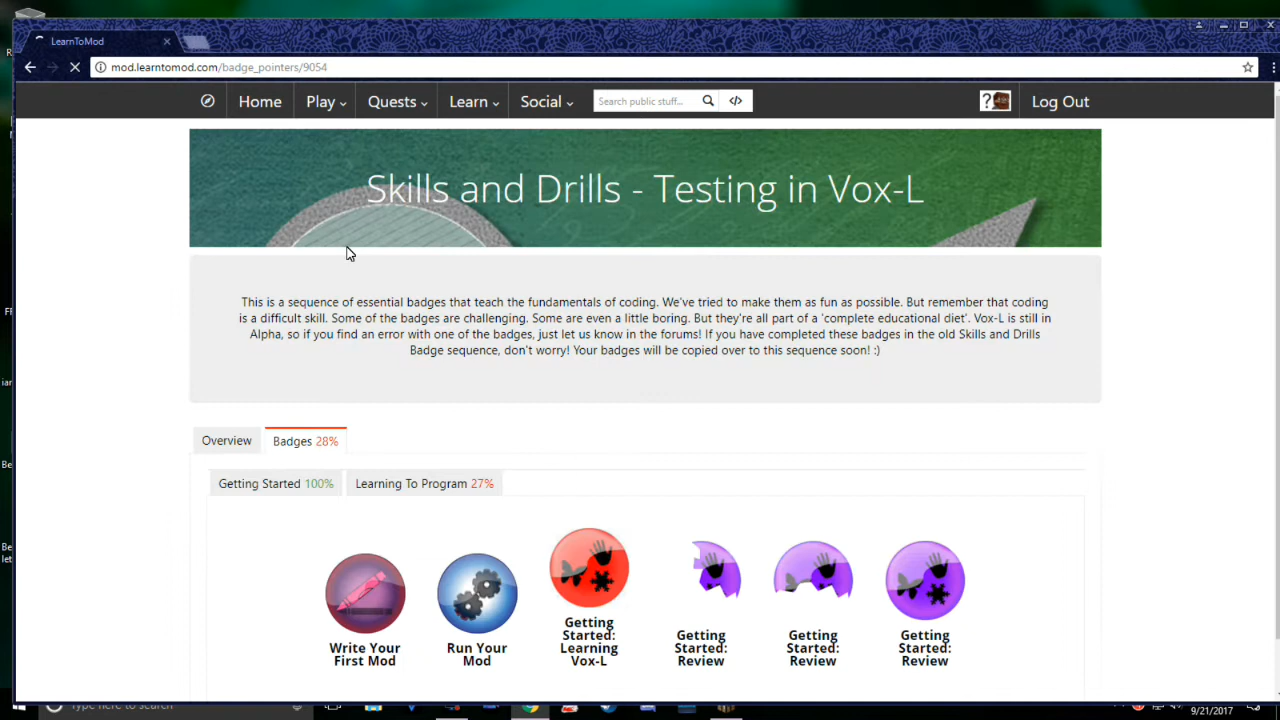 LearnToMod
mod.learntomod.com/badge_pointers/9054
Home Play Quests Learn Social Search public stuff... </> ? Log Out
Skills and Drills - Testing in Vox-L
This is a sequence of essential badges that teach the fundamentals of coding. We've tried to make them as fun as possible. But remember that coding
is a difficult skill. Some of the badges are challenging. Some are even a little boring. But they're all part of a 'complete educational diet'. Vox-L is still in
Alpha, so if you find an error with one of the badges, just let us know in the forums! If you have completed these badges in the old Skills and Drills
Badge sequence, don't worry! Your badges will be copied over to this sequence soon! :)
Overview Badges 28%
Getting Started 100% Learning To Program 27%
Write Your
First Mod
Run Your
Mod
Getting
Started:
Learning
Vox-L
Getting
Started:
Review
Getting
Started:
Review
Getting
Started:
Review
Type here to search
9/21/2017